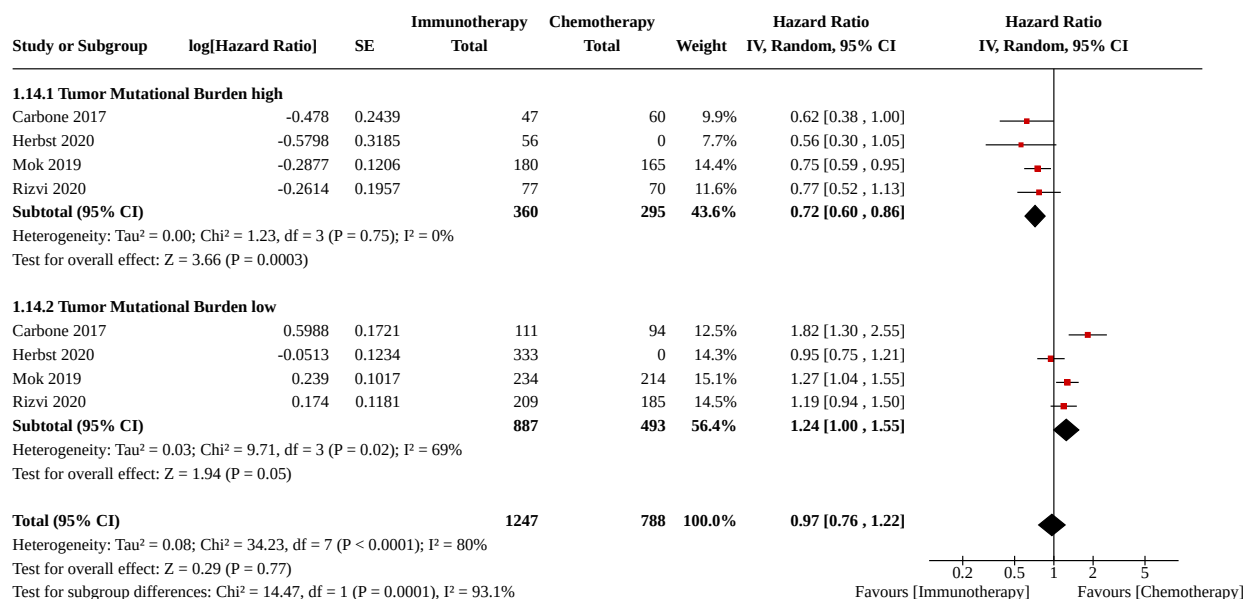 Immunotherapy Chemotherapy Hazard Ratio Hazard Ratio
Study or Subgroup log[Hazard Ratio] SE Total Total Weight IV, Random, 95% CI IV, Random, 95% CI
1.14.1 Tumor Mutational Burden high
Carbone 2017 -0.478 0.2439 47 60 9.9% 0.62 [0.38 , 1.00]
Herbst 2020 -0.5798 0.3185 56 0 7.7% 0.56 [0.30 , 1.05]
Mok 2019 -0.2877 0.1206 180 165 14.4% 0.75 [0.59 , 0.95]
Rizvi 2020 -0.2614 0.1957 77 70 11.6% 0.77 [0.52 , 1.13]
Subtotal (95% CI) 360 295 43.6% 0.72 [0.60 , 0.86]
Heterogeneity: Tau² = 0.00; Chi² = 1.23, df = 3 (P = 0.75); I² = 0%
Test for overall effect: Z = 3.66 (P = 0.0003)
1.14.2 Tumor Mutational Burden low
Carbone 2017 0.5988 0.1721 111 94 12.5% 1.82 [1.30 , 2.55]
Herbst 2020 -0.0513 0.1234 333 0 14.3% 0.95 [0.75 , 1.21]
Mok 2019 0.239 0.1017 234 214 15.1% 1.27 [1.04 , 1.55]
Rizvi 2020 0.174 0.1181 209 185 14.5% 1.19 [0.94 , 1.50]
Subtotal (95% CI) 887 493 56.4% 1.24 [1.00 , 1.55]
Heterogeneity: Tau² = 0.03; Chi² = 9.71, df = 3 (P = 0.02); I² = 69%
Test for overall effect: Z = 1.94 (P = 0.05)
Total (95% CI) 1247 788 100.0% 0.97 [0.76 , 1.22]
Heterogeneity: Tau² = 0.08; Chi² = 34.23, df = 7 (P < 0.0001); I² = 80%
Test for overall effect: Z = 0.29 (P = 0.77) 0.2 0.5 1 2 5
Test for subgroup differences: Chi² = 14.47, df = 1 (P = 0.0001), I² = 93.1% Favours [Immunotherapy] Favours [Chemotherapy]